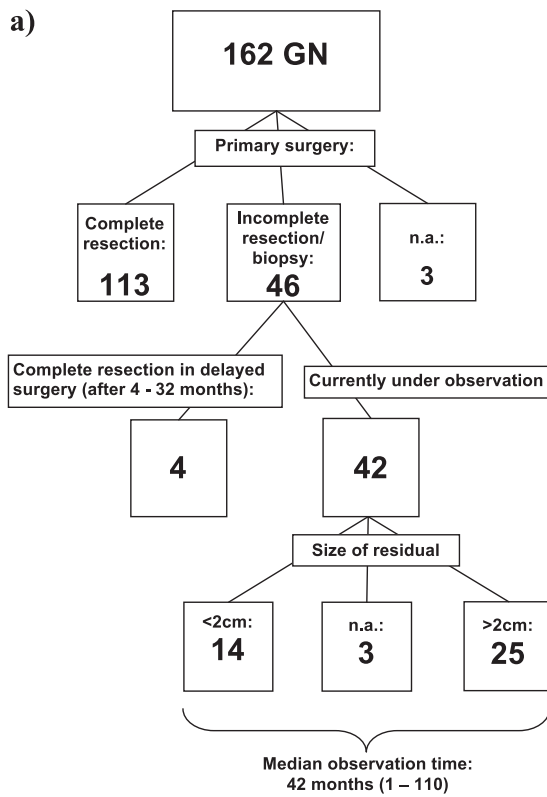 a)
162 GN
Primary surgery:
Complete
resection:
113
Incomplete
resection/
biopsy:
46
n.a.:
3
Complete resection in delayed
surgery (after 4 - 32 months):
Currently under observation
4
42
Size of residual
<2cm:
14
n.a.:
3
>2cm:
25
Median observation time:
42 months (1 – 110)